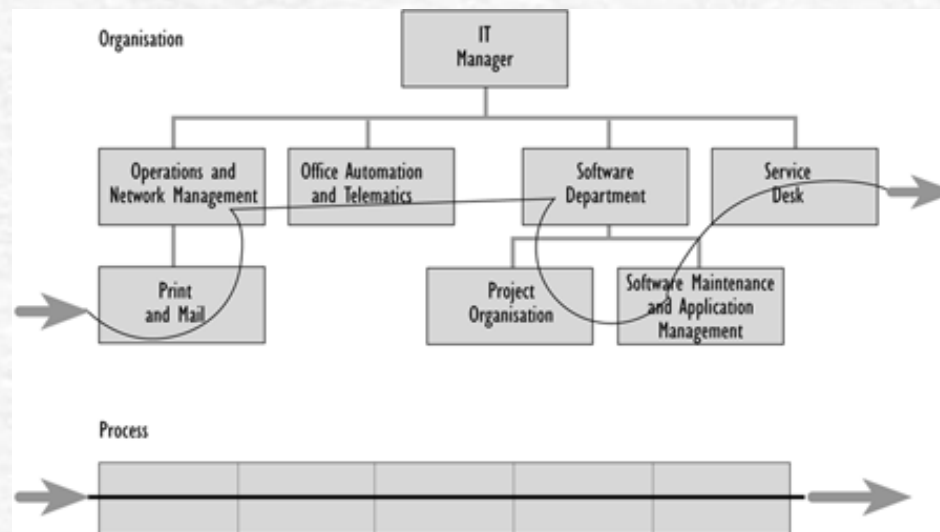 Organisation
IT
Manager
Operations and
Network Management
Office Automation
and Telematics
Software
Department
Service
Desk
Print
and Mail
Project
Organisation
Software Maintenance
and Application
Management
Process